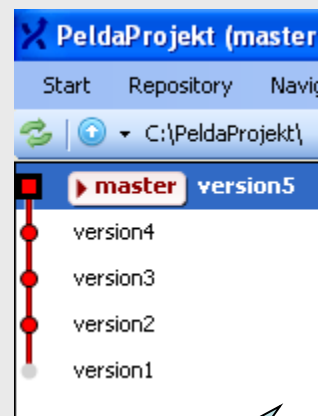 PeldaProjekt (master
Start Repository Navig
C:\PeldaProjekt\
master version5
version4
version3
version2
version1